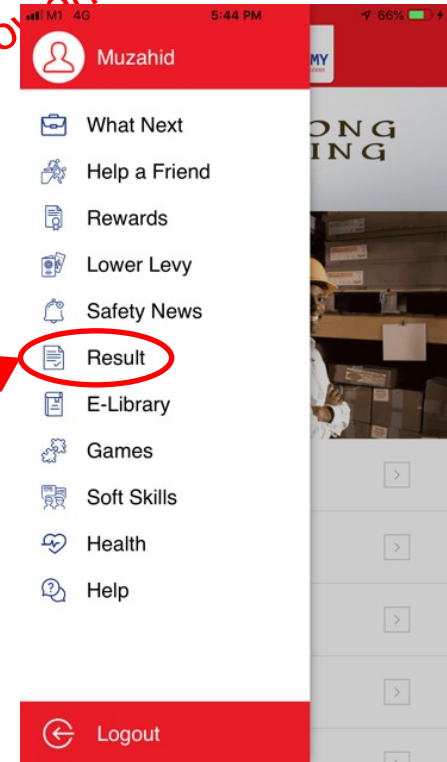 M1 4G 5:44 PM 66%
Muzahid
MY
What Next
Help a Friend
Rewards
Lower Levy
Safety News
Result
E-Library
Games
Soft Skills
Health
Help
Logout
ONG
ING